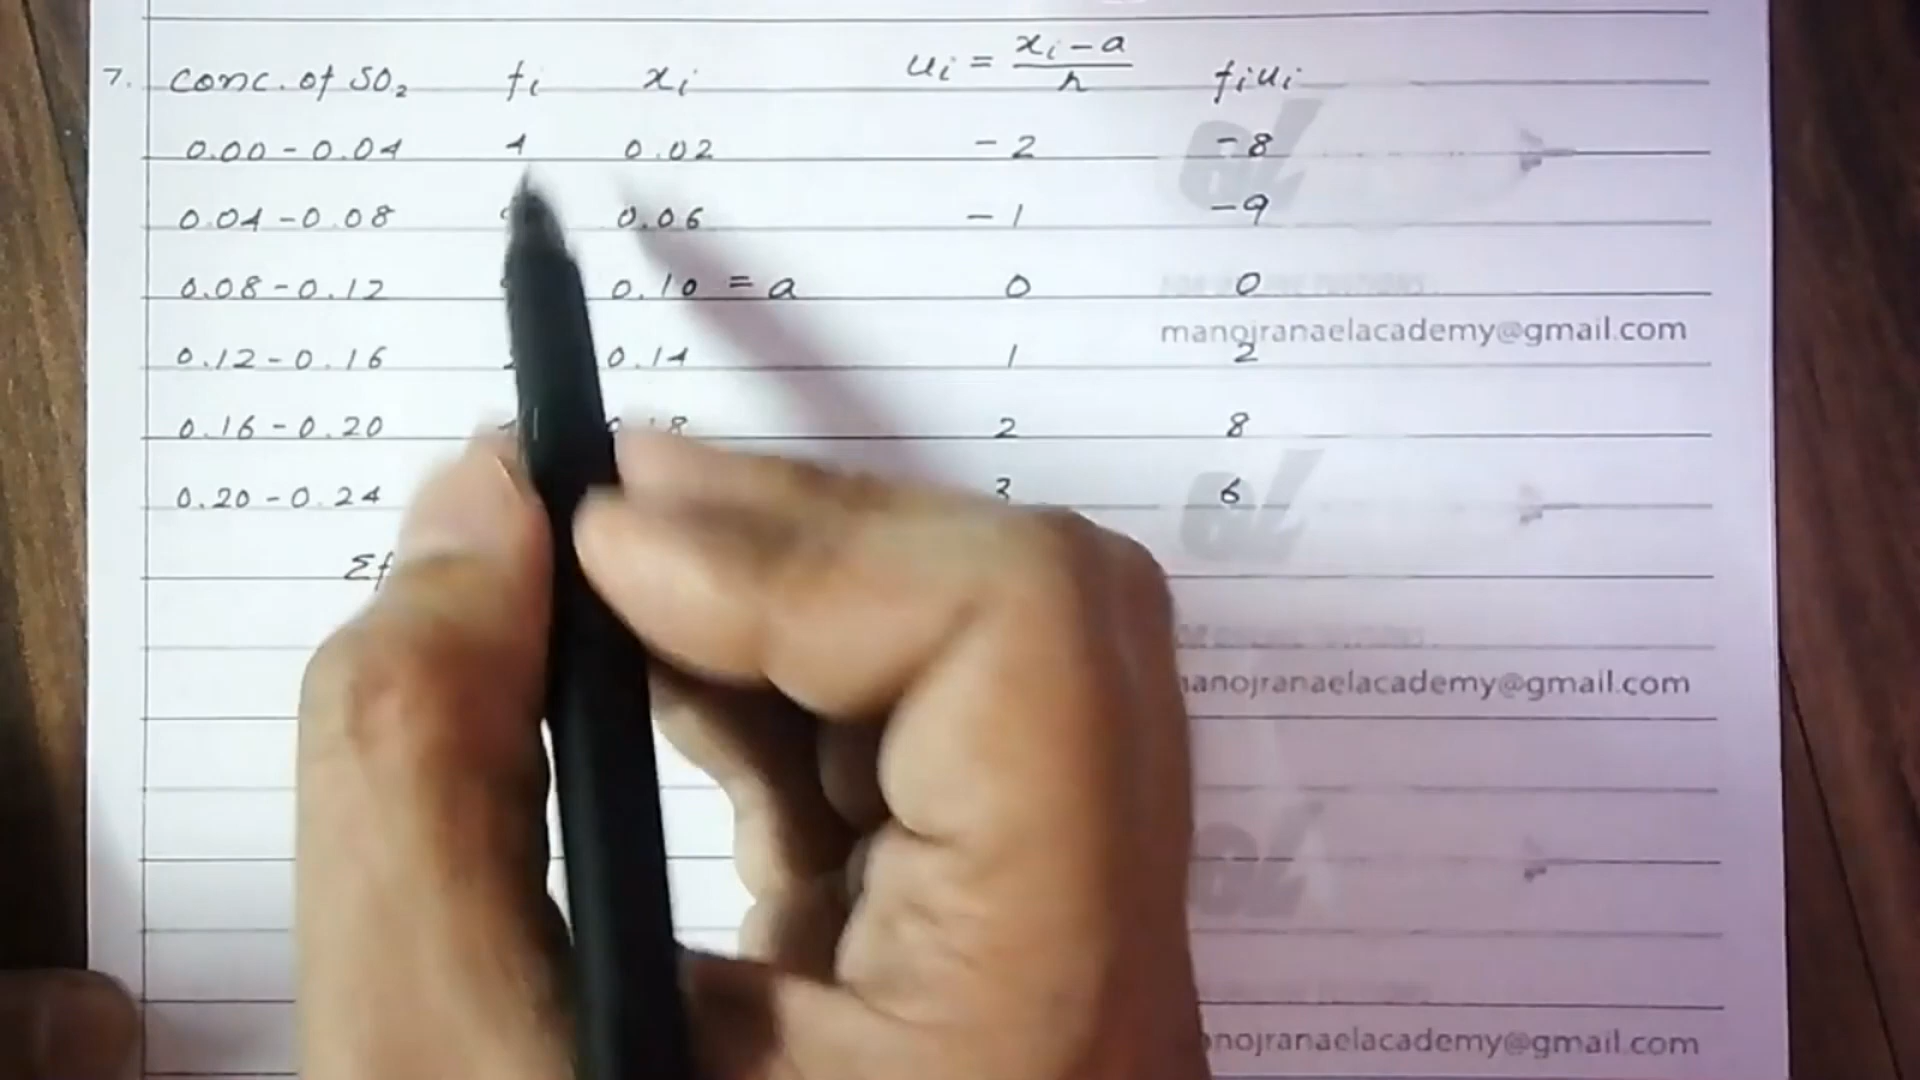 7. Conc. of SO₂ fi xi ui = xi - a / h fiui
0.00 - 0.04 4 0.02 -2 -8
0.04 - 0.08 0.06 -1 -9
0.08 - 0.12 0.10 = a 0 0
manojranaelacademy@gmail.com
0.12 - 0.16 0.14 1 2
0.16 - 0.20 2 8
0.20 - 0.24 3 6
Σf
manojranaelacademy@gmail.com
nojranaelacademy@gmail.com